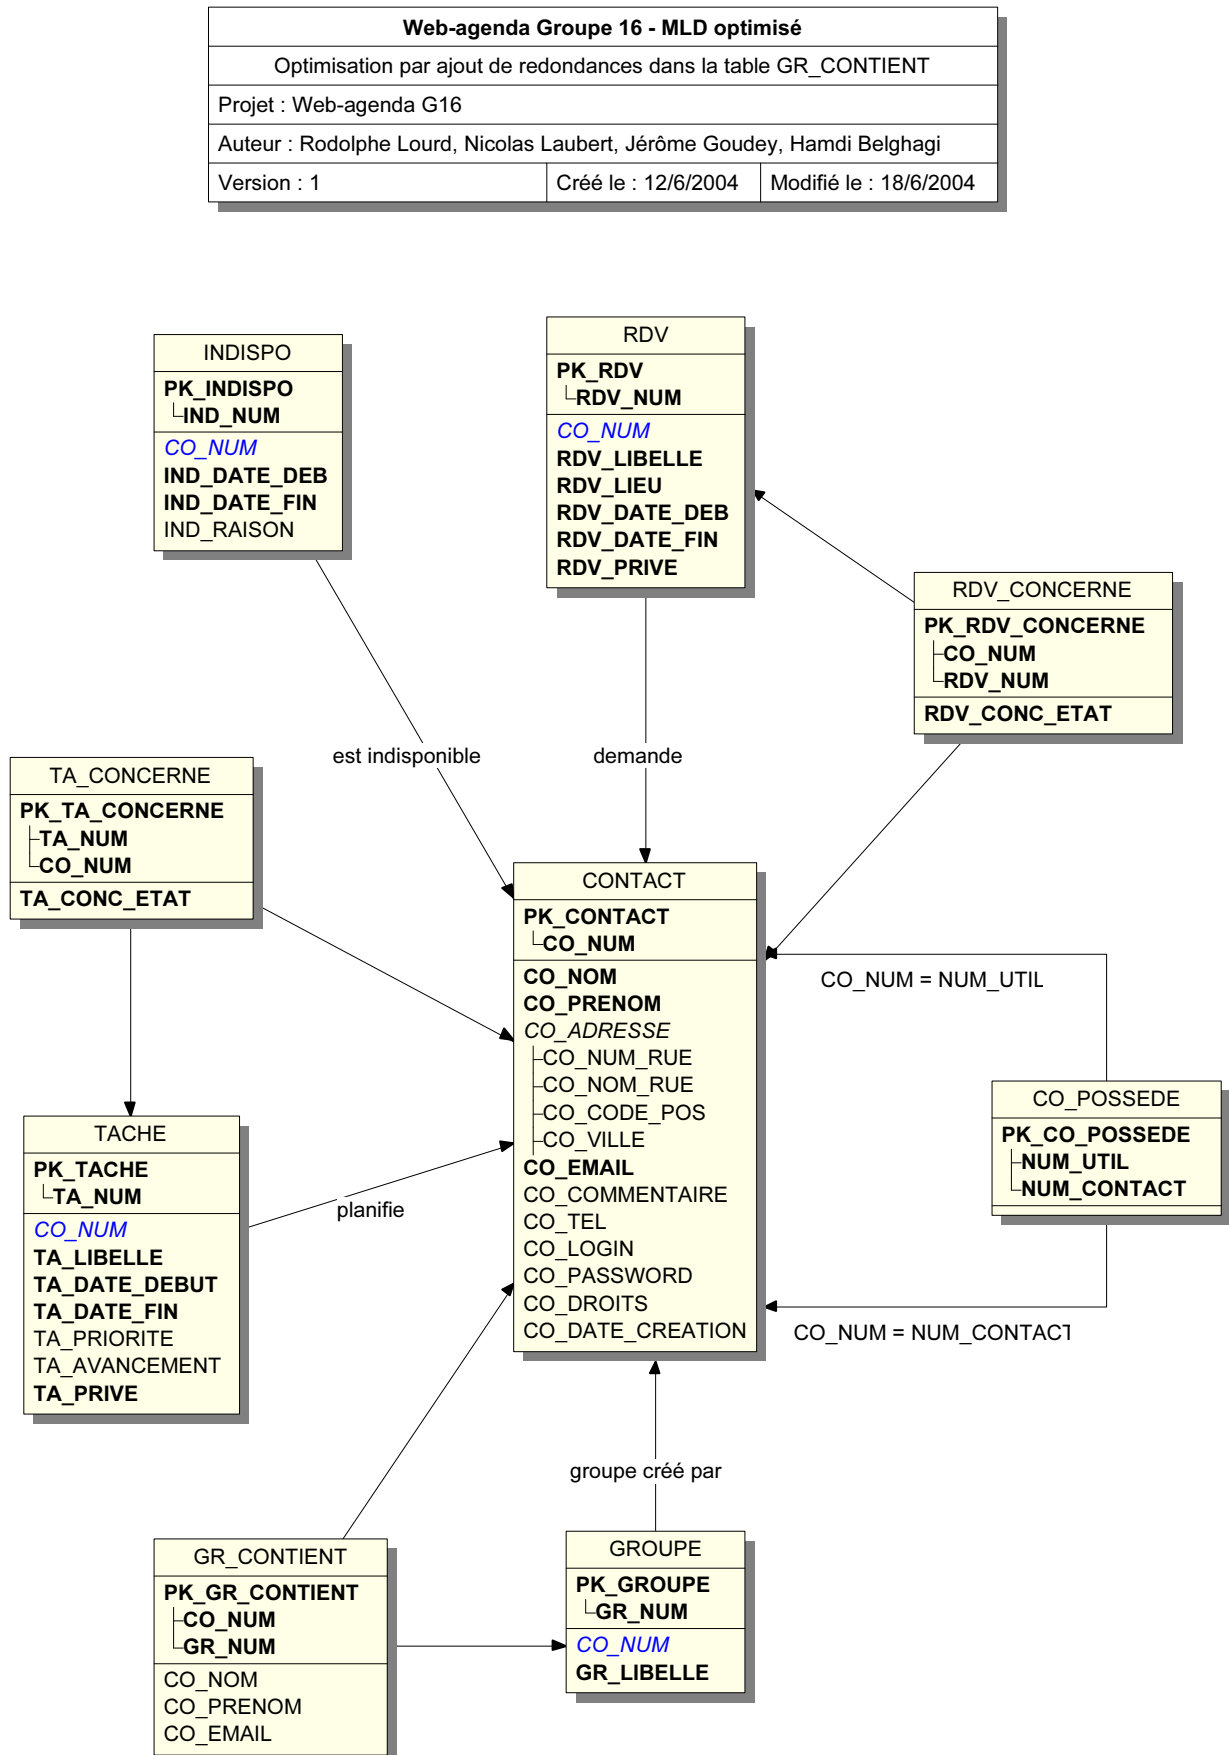 Web-agenda Groupe 16 - MLD optimisé
Optimisation par ajout de redondances dans la table GR_CONTIENT
Projet : Web-agenda G16
Auteur : Rodolphe Lourd, Nicolas Laubert, Jérôme Goudey, Hamdi Belghagi
Version : 1
Créé le : 12/6/2004
Modifié le : 18/6/2004
INDISPO
PK_INDISPO
IND_NUM
CO_NUM
IND_DATE_DEB
IND_DATE_FIN
IND_RAISON
RDV
PK_RDV
RDV_NUM
CO_NUM
RDV_LIBELLE
RDV_LIEU
RDV_DATE_DEB
RDV_DATE_FIN
RDV_PRIVE
RDV_CONCERNE
PK_RDV_CONCERNE
CO_NUM
RDV_NUM
RDV_CONC_ETAT
est indisponible
demande
TA_CONCERNE
PK_TA_CONCERNE
TA_NUM
CO_NUM
TA_CONC_ETAT
CONTACT
PK_CONTACT
CO_NUM
CO_NOM
CO_PRENOM
CO_ADRESSE
CO_NUM_RUE
CO_NOM_RUE
CO_CODE_POS
CO_VILLE
CO_EMAIL
CO_COMMENTAIRE
CO_TEL
CO_LOGIN
CO_PASSWORD
CO_DROITS
CO_DATE_CREATION
CO_NUM = NUM_UTIL
CO_POSSEDE
PK_CO_POSSEDE
NUM_UTIL
NUM_CONTACT
CO_NUM = NUM_CONTACT
TACHE
PK_TACHE
TA_NUM
CO_NUM
TA_LIBELLE
TA_DATE_DEBUT
TA_DATE_FIN
TA_PRIORITE
TA_AVANCEMENT
TA_PRIVE
planifie
groupe créé par
GR_CONTIENT
PK_GR_CONTIENT
CO_NUM
GR_NUM
CO_NOM
CO_PRENOM
CO_EMAIL
GROUPE
PK_GROUPE
GR_NUM
CO_NUM
GR_LIBELLE